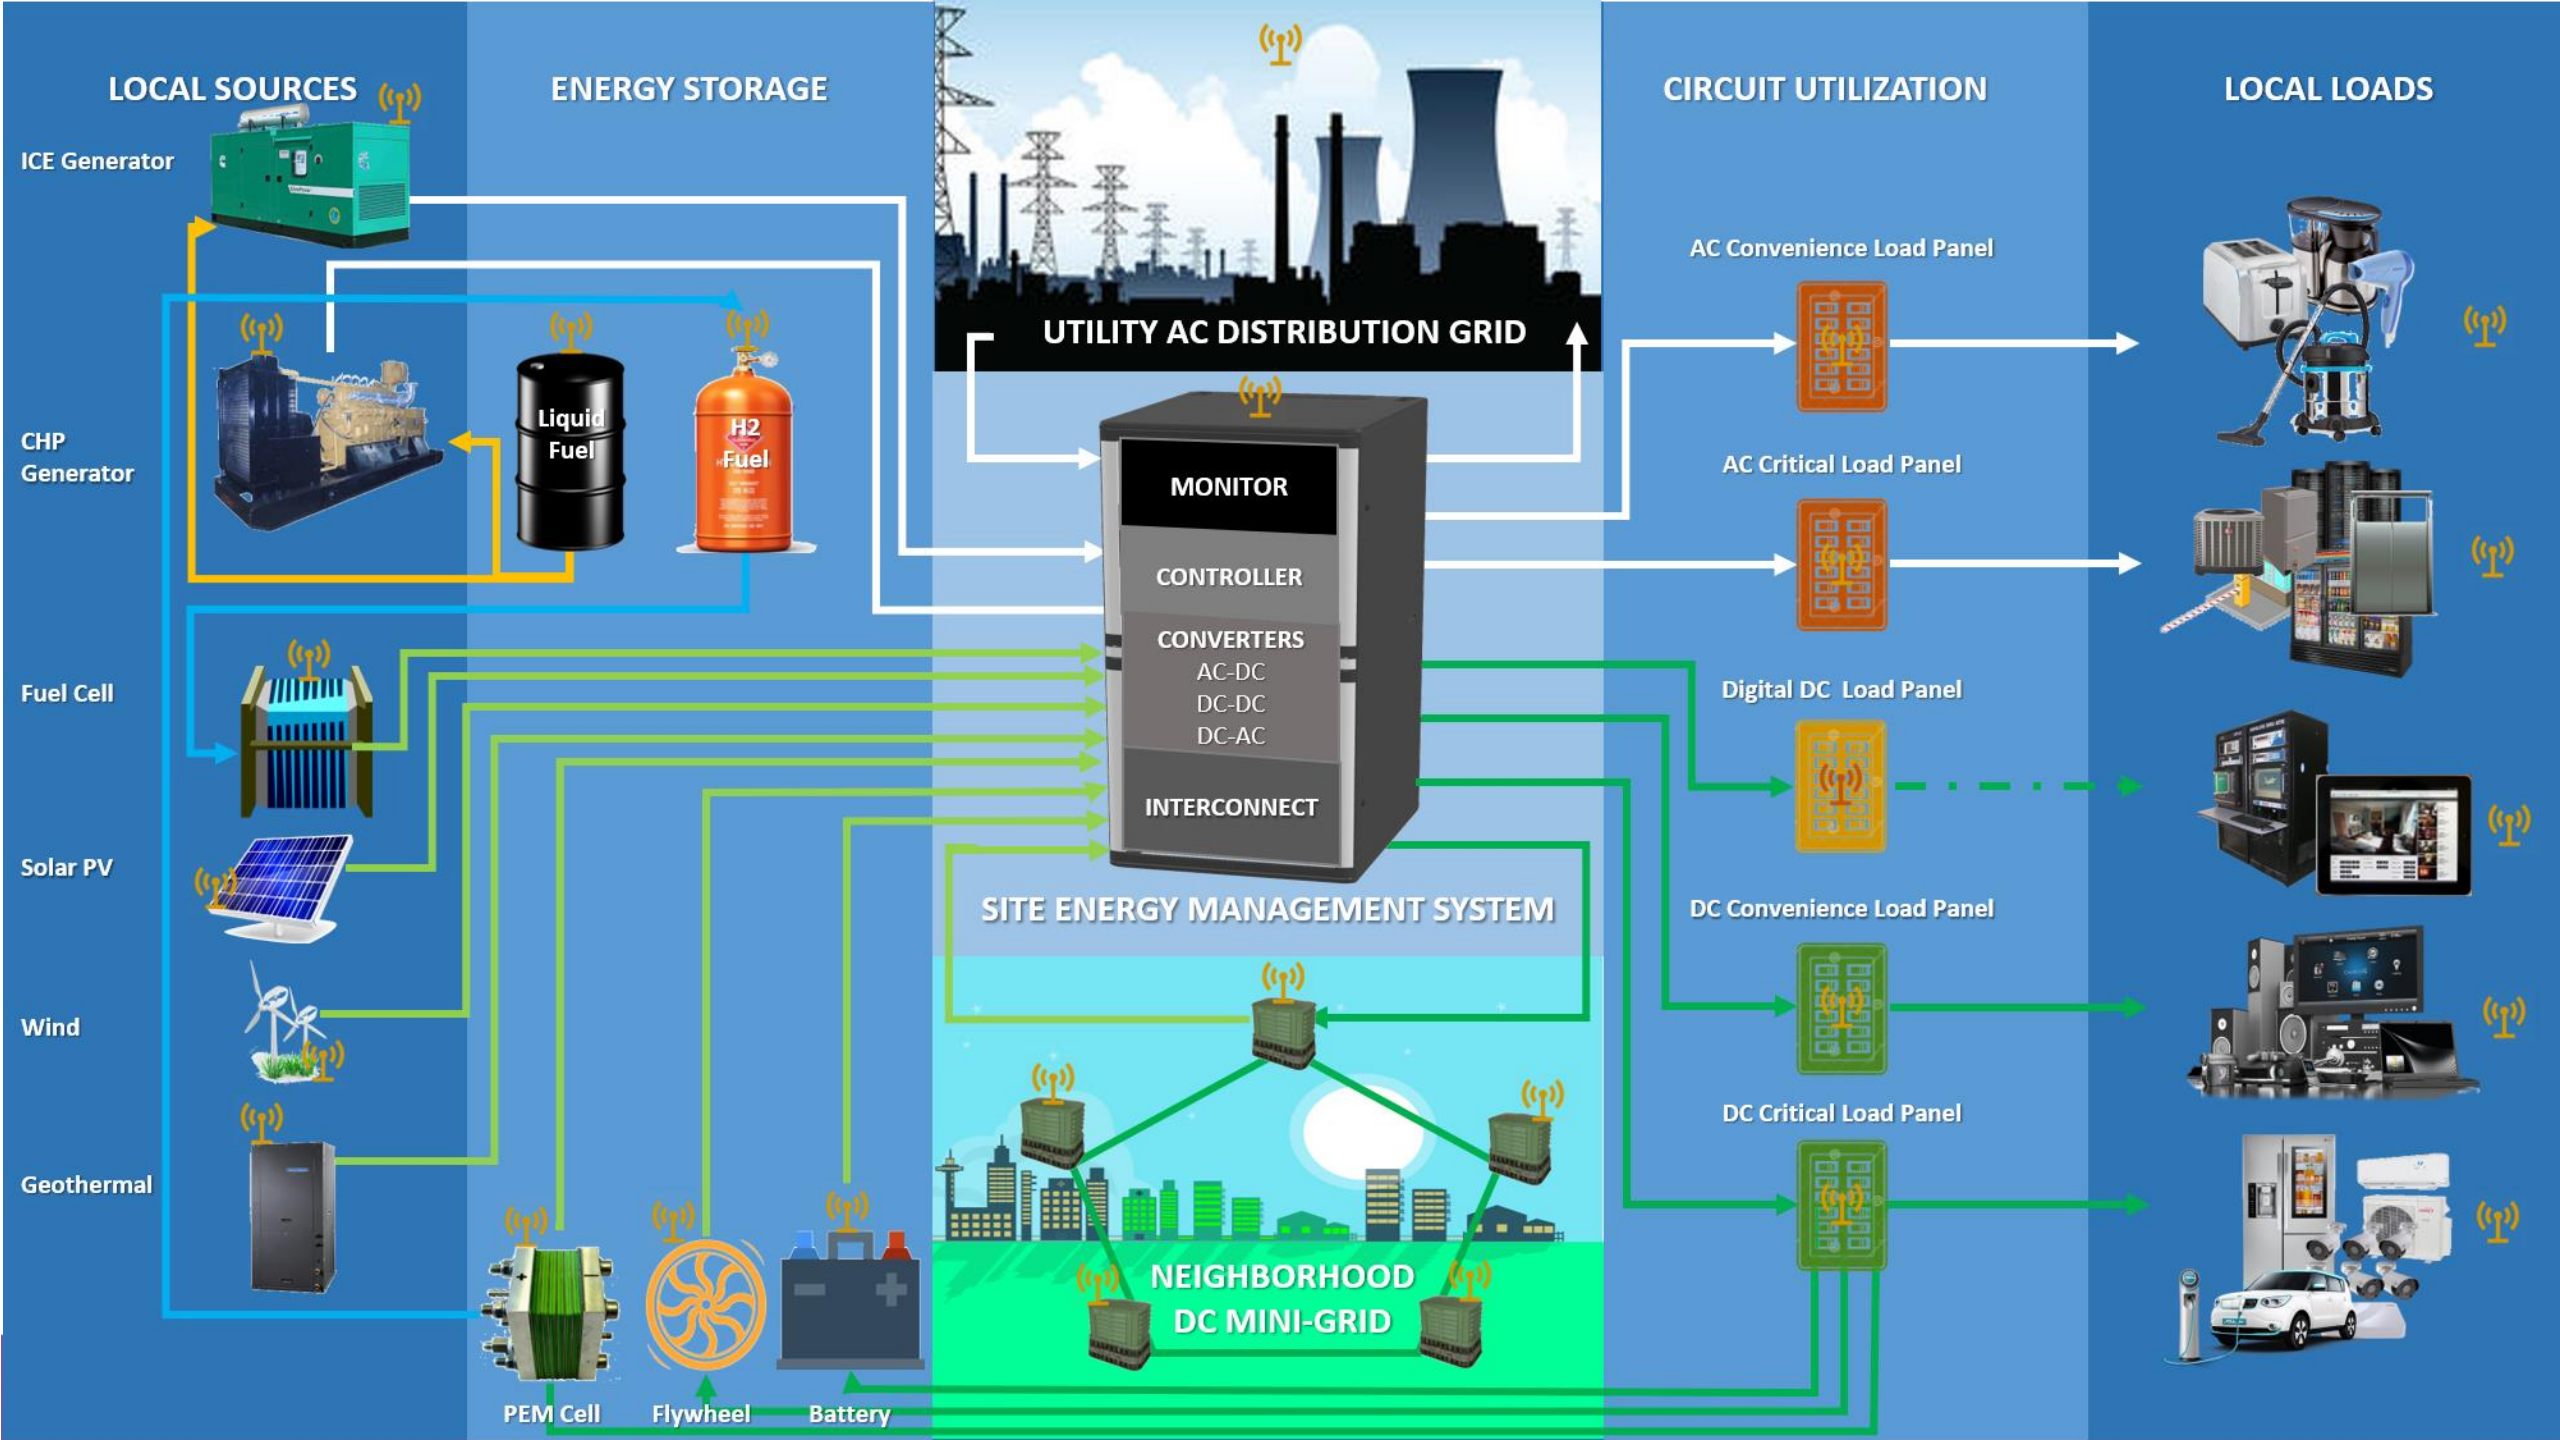 LOCAL SOURCES
ENERGY STORAGE
CIRCUIT UTILIZATION
LOCAL LOADS
ICE Generator
CHP
Generator
Fuel Cell
Solar PV
Wind
Geothermal
Liquid
Fuel
H2
Fuel
PEM Cell
Flywheel
Battery
UTILITY AC DISTRIBUTION GRID
MONITOR
CONTROLLER
CONVERTERS
AC-DC
DC-DC
DC-AC
INTERCONNECT
SITE ENERGY MANAGEMENT SYSTEM
NEIGHBORHOOD
DC MINI-GRID
AC Convenience Load Panel
AC Critical Load Panel
Digital DC Load Panel
DC Convenience Load Panel
DC Critical Load Panel